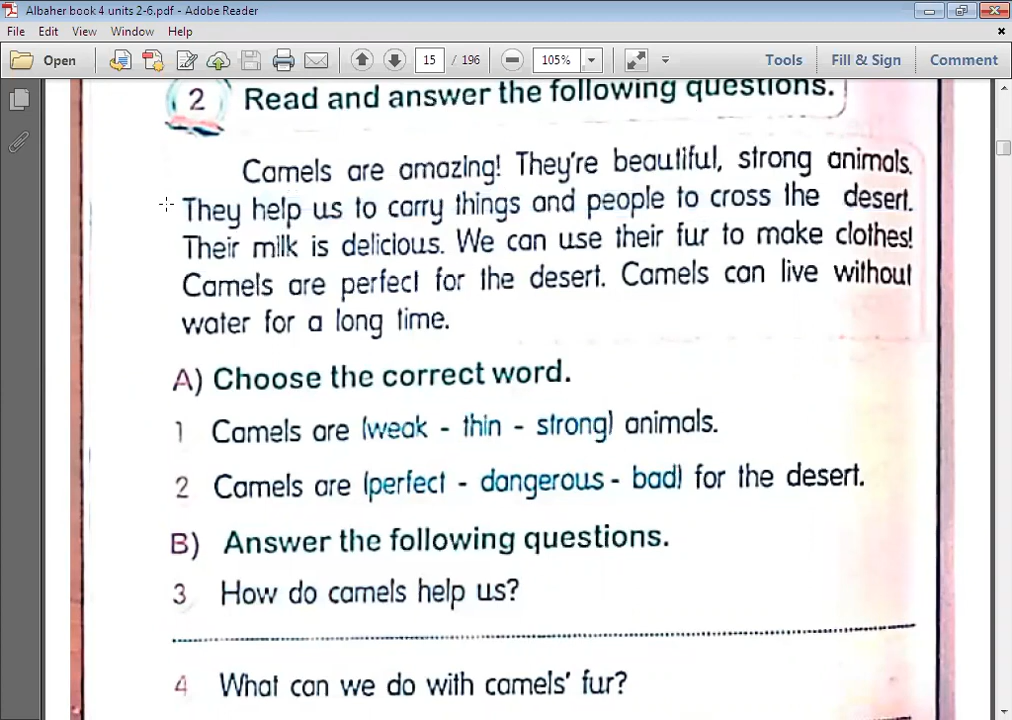 Albaher book 4 units 2-6.pdf - Adobe Reader
File Edit View Window Help
Open 15 / 196 105% Tools Fill & Sign Comment
2 Read and answer the following questions.
Camels are amazing! They're beautiful, strong animals.
They help us to carry things and people to cross the desert.
Their milk is delicious. We can use their fur to make clothes!
Camels are perfect for the desert. Camels can live without
water for a long time.
A) Choose the correct word.
1 Camels are (weak - thin - strong) animals.
2 Camels are (perfect - dangerous - bad) for the desert.
B) Answer the following questions.
3 How do camels help us?
4 What can we do with camels' fur?